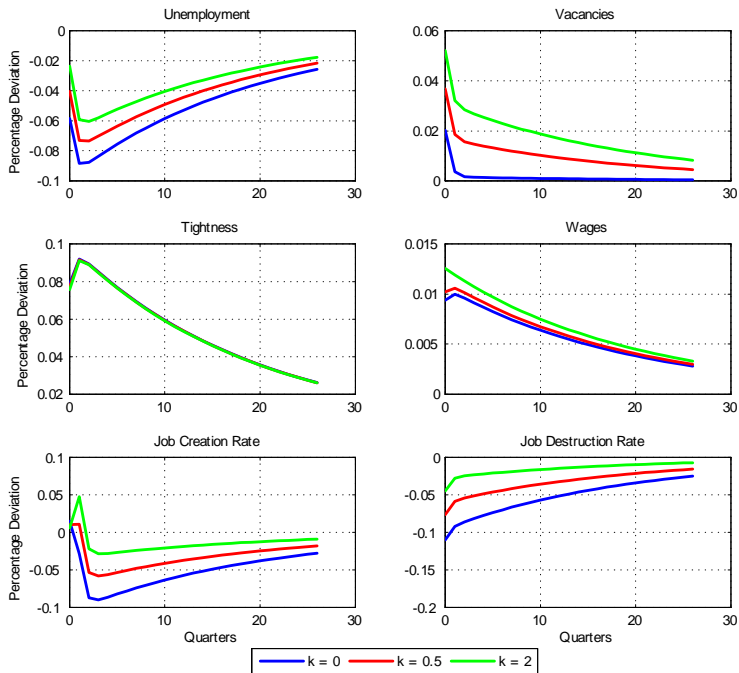 Unemployment
Vacancies
0
-0.02
-0.04
-0.06
-0.08
-0.1
Percentage Deviation
0 10 20 30
0.06
0.04
0.02
0
0 10 20 30
Tightness
Wages
0.1
0.08
0.06
0.04
0.02
Percentage Deviation
0 10 20 30
0.015
0.01
0.005
0
0 10 20 30
Job Creation Rate
Job Destruction Rate
0.1
0.05
0
-0.05
-0.1
Percentage Deviation
0 10 20 30
Quarters
0
-0.05
-0.1
-0.15
-0.2
0 10 20 30
Quarters
k = 0 k = 0.5 k = 2